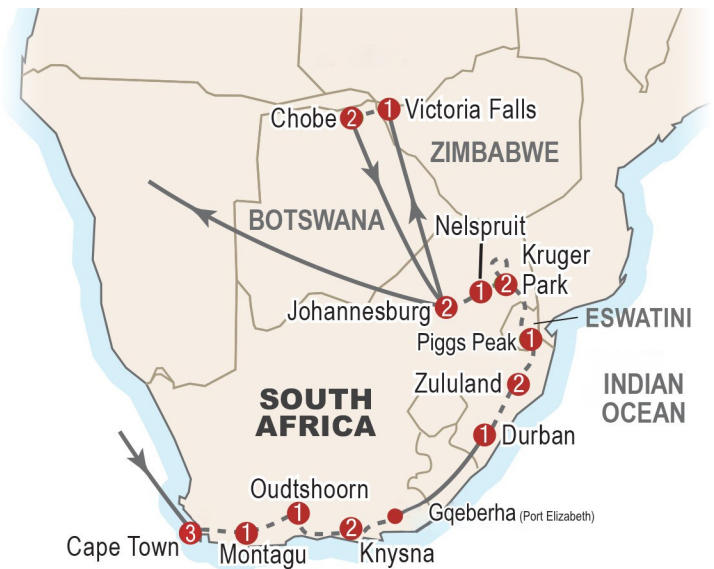 Chobe 2 1 Victoria Falls
ZIMBABWE
BOTSWANA
Nelspruit
Kruger
Park
1 2
Johannesburg 2
ESWATINI
Piggs Peak 1
Zululand 2
INDIAN
OCEAN
SOUTH
AFRICA
1 Durban
Oudtshoorn
1
Gqeberha (Port Elizabeth)
Cape Town 3
1
Montagu
2
Knysna